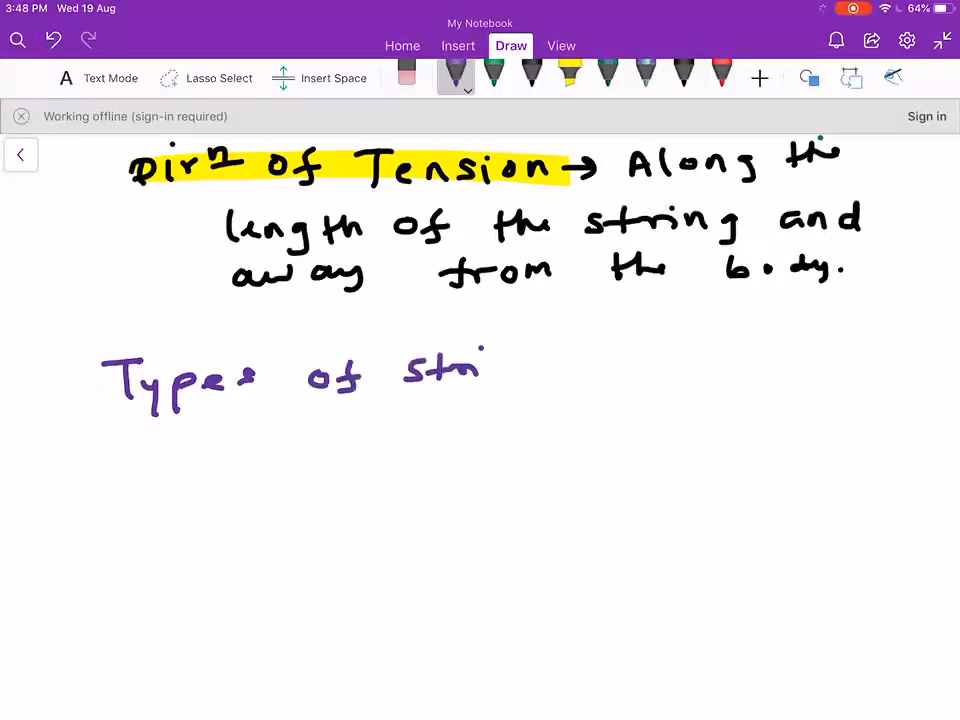 3:48 PM Wed 19 Aug
64%
My Notebook
Home Insert Draw View
A Text Mode Lasso Select Insert Space
Working offline (sign-in required) Sign in
Dirⁿ of Tension → Along the
length of the string and
away from the body.
Types of stri